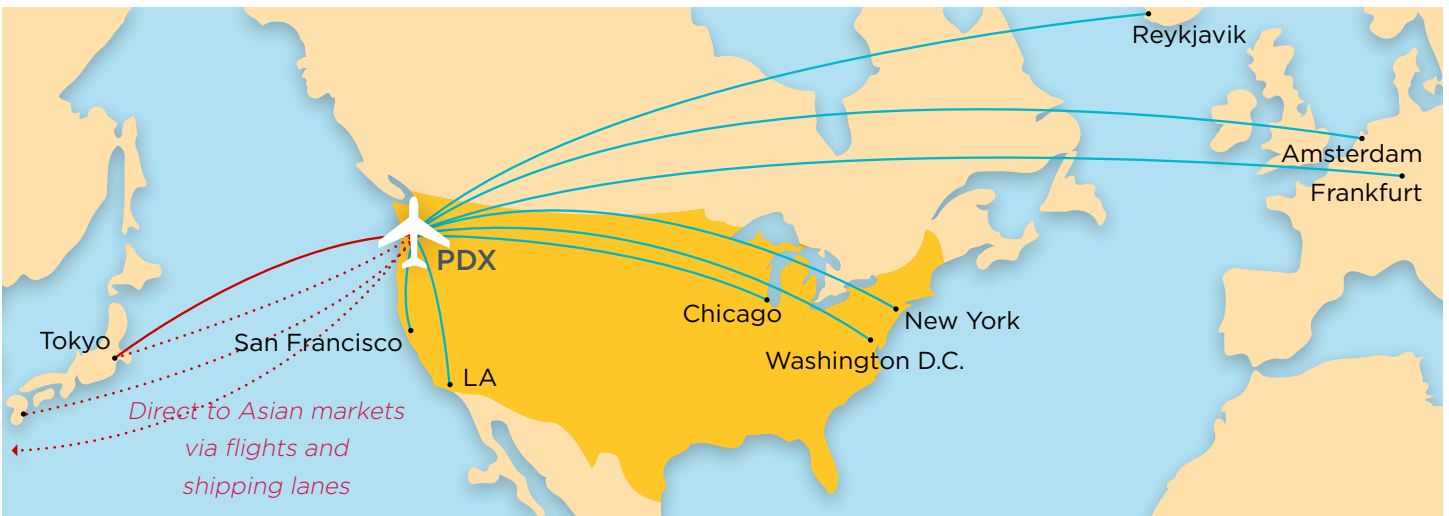 Reykjavik
Amsterdam
Frankfurt
PDX
Chicago
New York
Tokyo
San Francisco
Washington D.C.
LA
Direct to Asian markets
via flights and
shipping lanes